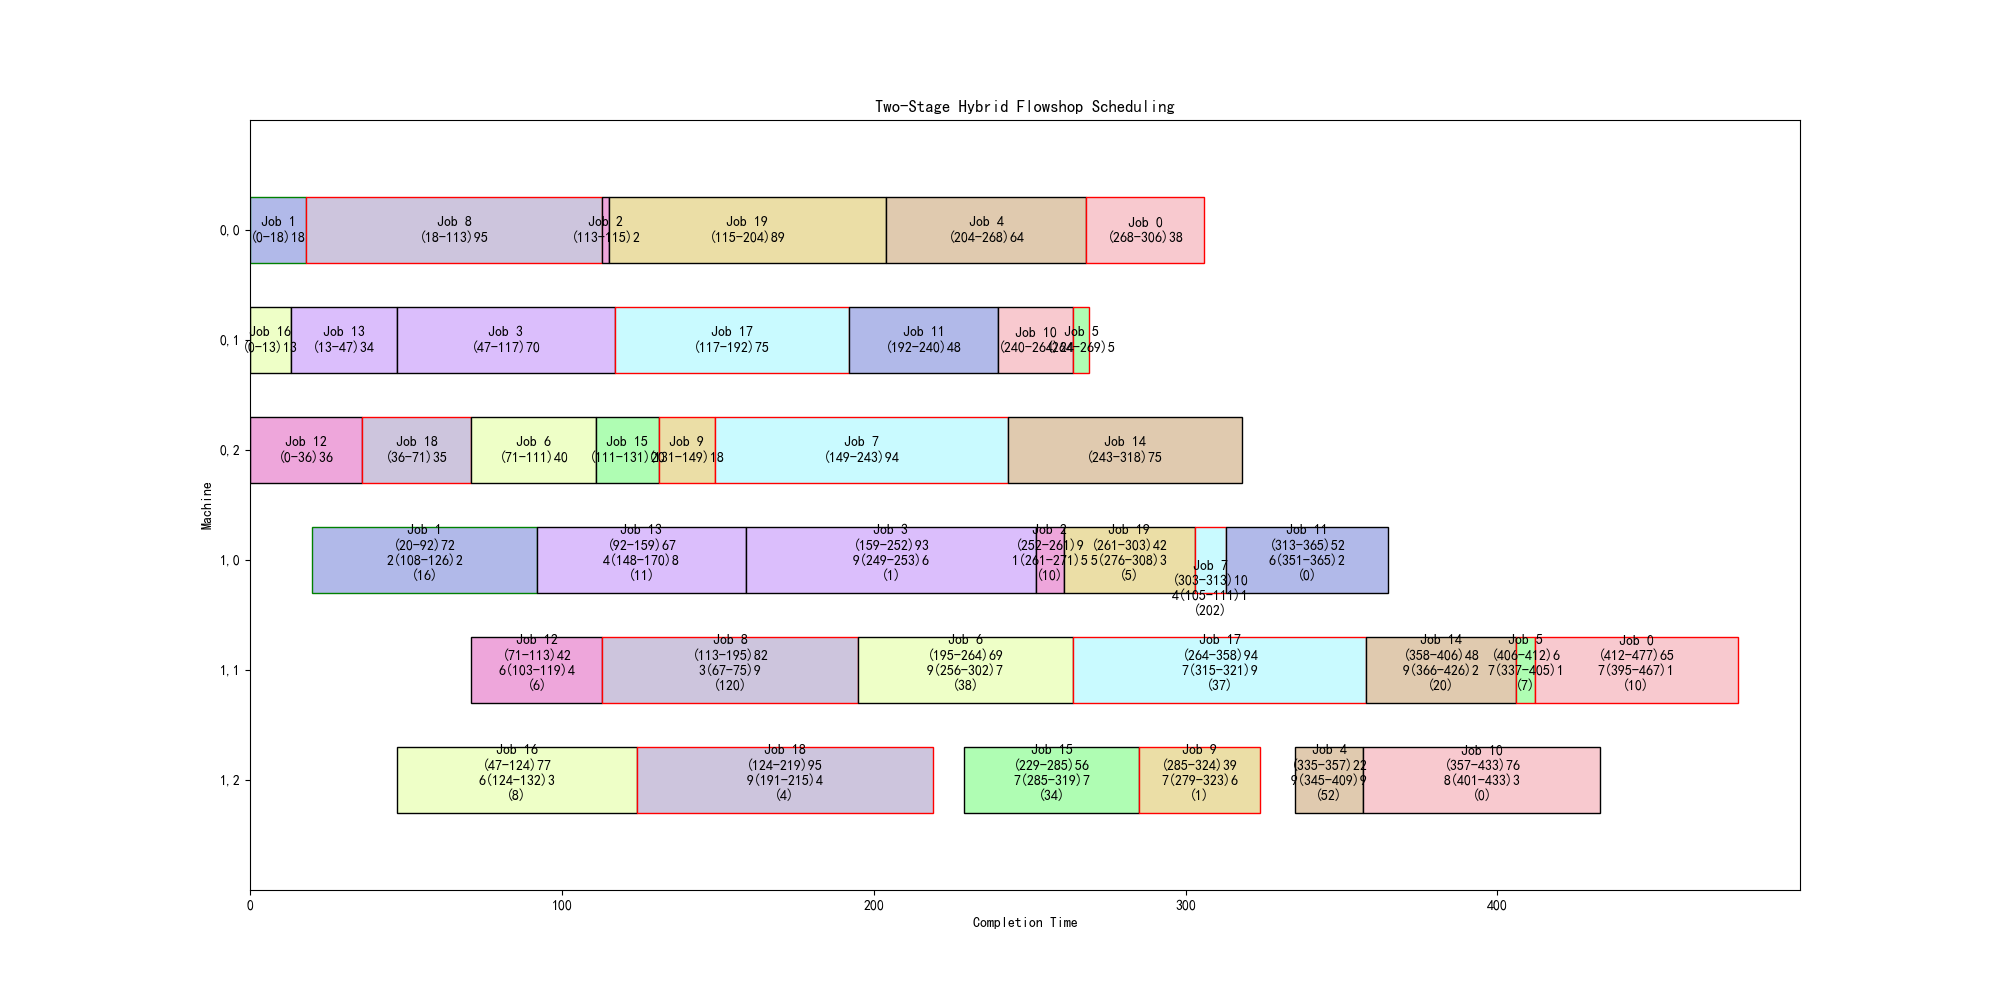 Two-Stage Hybrid Flowshop Scheduling
0,0
Job 1
(0-18)18
Job 8
(18-113)95
Job 2
(113-115)2
Job 19
(115-204)89
Job 4
(204-268)64
Job 0
(268-306)38
0,1
Job 16
(0-13)13
Job 13
(13-47)34
Job 3
(47-117)70
Job 17
(117-192)75
Job 11
(192-240)48
Job 10
(240-264)24
Job 5
(264-269)5
0,2
Job 12
(0-36)36
Job 18
(36-71)35
Job 6
(71-111)40
Job 15
(111-131)20
Job 9
(131-149)18
Job 7
(149-243)94
Job 14
(243-318)75
Machine
1,0
Job 1
(20-92)72
2(108-126)2
(16)
Job 13
(92-159)67
4(148-170)8
(11)
Job 3
(159-252)93
9(249-253)6
(1)
Job 2
(252-261)9
1(261-271)5
(10)
Job 19
(261-303)42
5(276-308)3
(5)
Job 7
(303-313)10
4(105-111)1
(202)
Job 11
(313-365)52
6(351-365)2
(0)
1,1
Job 12
(71-113)42
6(103-119)4
(6)
Job 8
(113-195)82
3(67-75)9
(120)
Job 6
(195-264)69
9(256-302)7
(38)
Job 17
(264-358)94
7(315-321)9
(37)
Job 14
(358-406)48
9(366-426)2
(20)
Job 5
(406-412)6
7(337-405)1
(7)
Job 0
(412-477)65
7(395-467)1
(10)
1,2
Job 16
(47-124)77
6(124-132)3
(8)
Job 18
(124-219)95
9(191-215)4
(4)
Job 15
(229-285)56
7(285-319)7
(34)
Job 9
(285-324)39
7(279-323)6
(1)
Job 4
(335-357)22
9(345-409)9
(52)
Job 10
(357-433)76
8(401-433)3
(0)
0
100
200
300
400
Completion Time